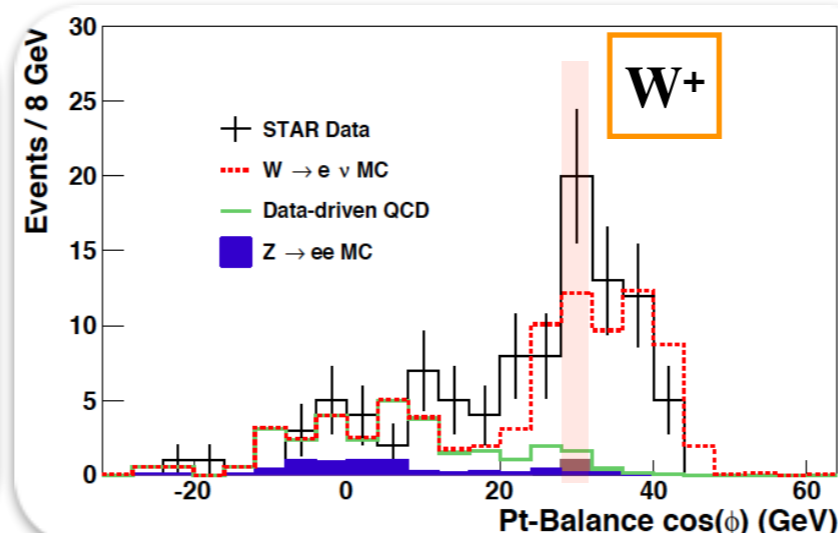 Events / 8 GeV
30
25
20
15
10
5
0
W+
STAR Data
W → e ν MC
Data-driven QCD
Z → ee MC
-20 0 20 40 60
Pt-Balance cos(ϕ) (GeV)